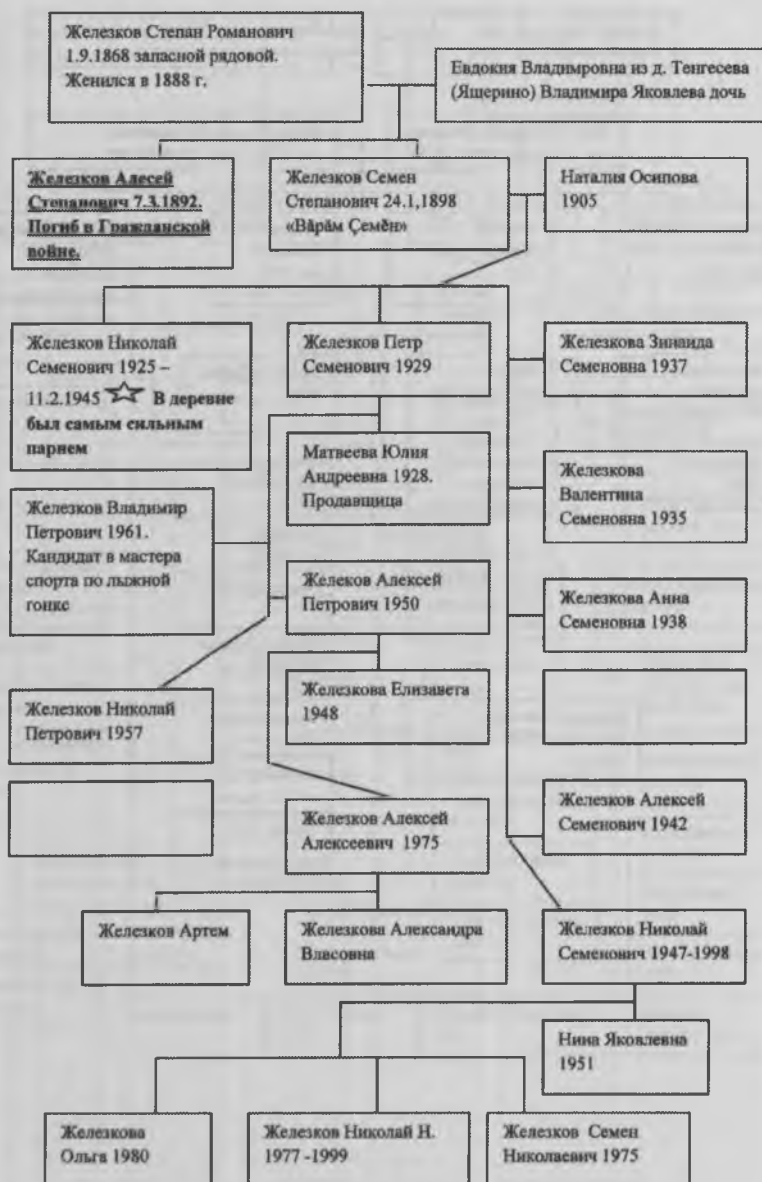 Железков Степан Романович
1.9.1868 запасной рядовой.
Женился в 1888 г.
Евдокия Владимровна из д. Тенгесева
(Ящерино) Владимира Яковлева дочь
Железков Алесей
Степанович 7.3.1892.
Погиб в Гражданской
войне.
Железков Семен
Степанович 24.1,1898
«Вӑрӑм Ҫемӗн»
Наталия Осипова
1905
Железков Николай
Семенович 1925 –
11.2.1945 В деревне
был самым сильным
парнем
Железков Петр
Семенович 1929
Железкова Зинаида
Семеновна 1937
Матвеева Юлия
Андреевна 1928.
Продавщица
Железкова
Валентина
Семеновна 1935
Железков Владимир
Петрович 1961.
Кандидат в мастера
спорта по лыжной
гонке
Желеков Алексей
Петрович 1950
Железкова Анна
Семеновна 1938
Железкова Елизавета
1948
Железков Николай
Петрович 1957
Железков Алексей
Алексеевич 1975
Железков Алексей
Семенович 1942
Железков Артем
Железкова Александра
Власовна
Железков Николай
Семенович 1947-1998
Нина Яковлевна
1951
Железкова
Ольга 1980
Железков Николай Н.
1977 -1999
Железков Семен
Николаевич 1975